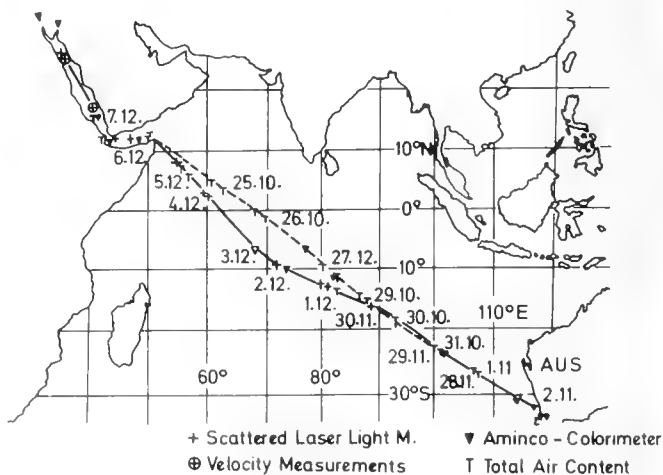 7.12.
10°N
6.12.
5.12.
25.10.
4.12.
0°
26.10.
3.12.
27.12.
10°
2.12.
1.12.
29.10.
110°E
30.11.
30.10.
29.11.
31.10.
AUS
60°
80°
28.11.
1.11
30°S
2.11.
+ Scattered Laser Light M.
▼ Aminco - Colorimeter
⊕ Velocity Measurements
T Total Air Content